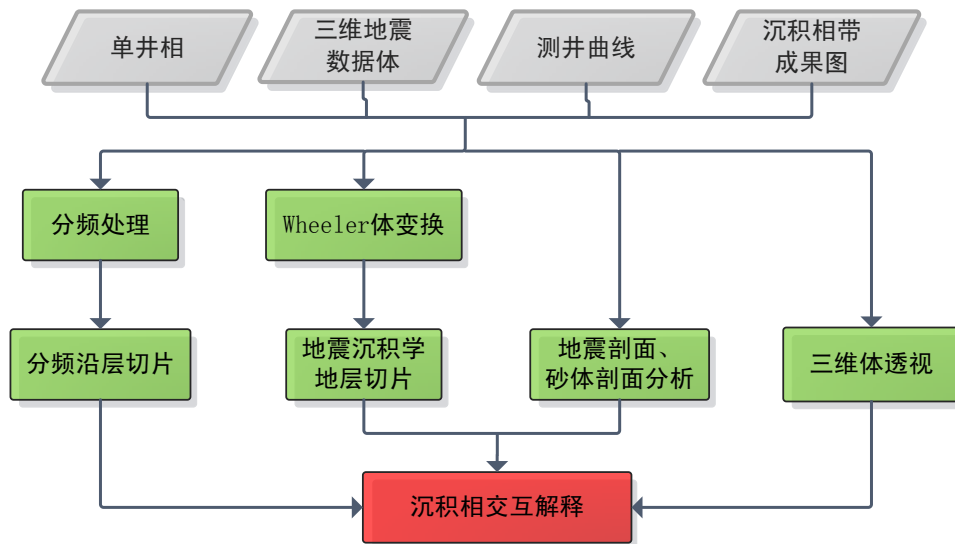 单井相
三维地震
数据体
测井曲线
沉积相带
成果图
分频处理
Wheeler体变换
分频沿层切片
地震沉积学
地层切片
地震剖面、
砂体剖面分析
三维体透视
沉积相交互解释